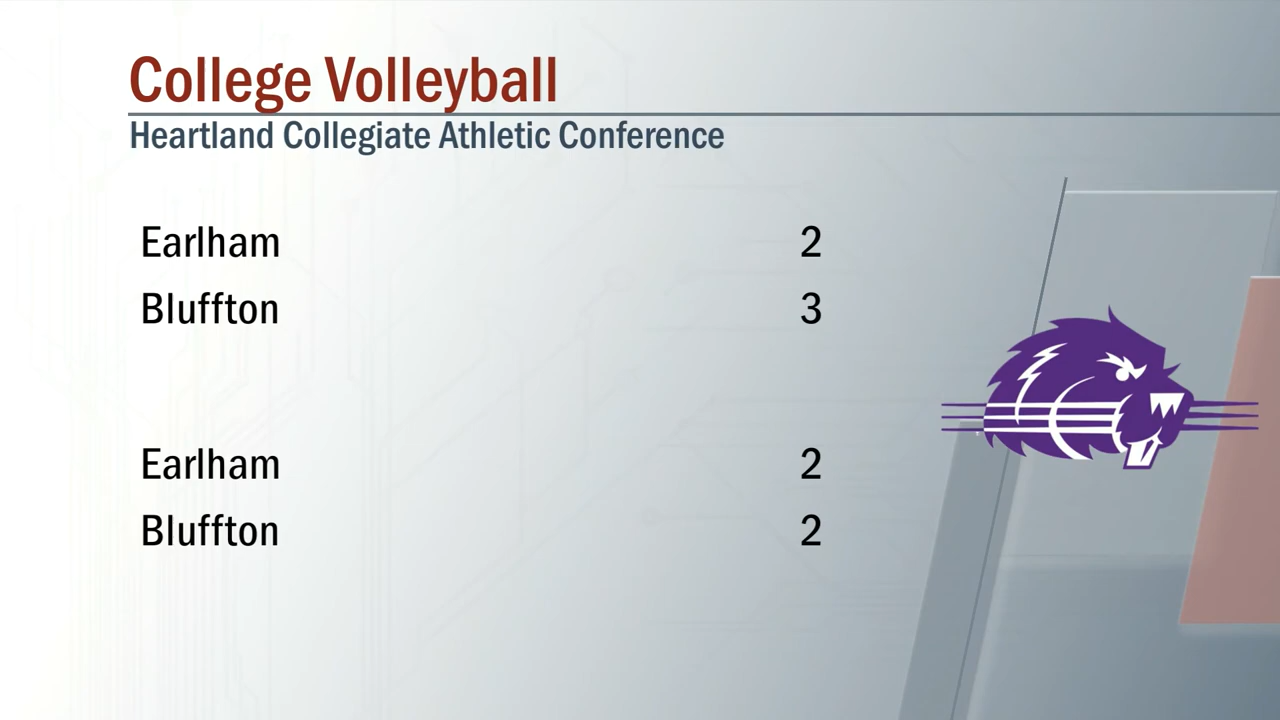 College Volleyball
Heartland Collegiate Athletic Conference
Earlham 2
Bluffton 3
Earlham 2
Bluffton 2